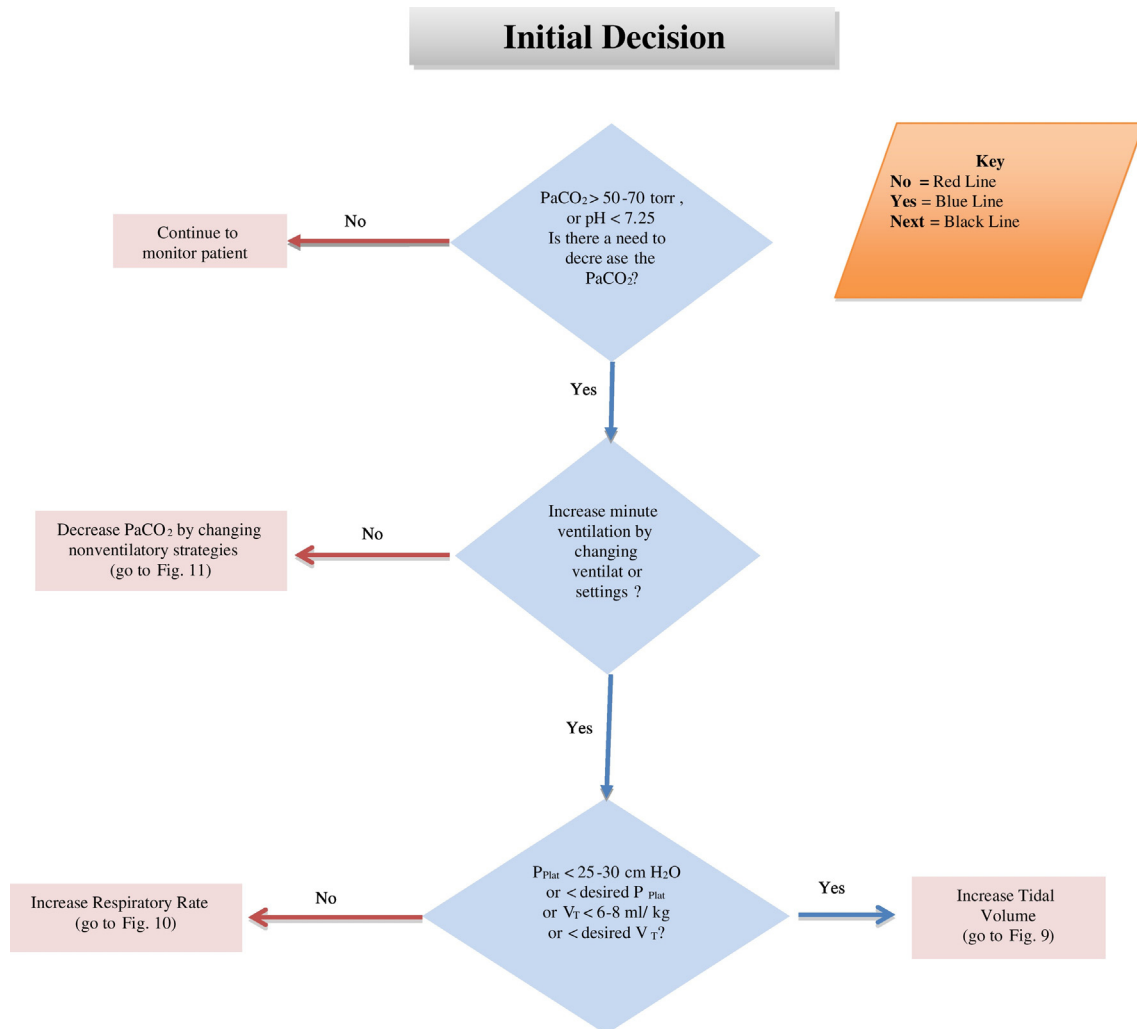 Initial Decision
PaCO₂ > 50-70 torr ,
or pH < 7.25
Is there a need to
decre ase the
PaCO₂?
Key
No = Red Line
Yes = Blue Line
Next = Black Line
No
Continue to
monitor patient
Yes
Increase minute
ventilation by
changing
ventilat or
settings ?
No
Decrease PaCO₂ by changing
nonventilatory strategies
(go to Fig. 11)
Yes
P Plat < 25-30 cm H₂O
or < desired P Plat
or V T < 6-8 ml/ kg
or < desired V T?
No
Increase Respiratory Rate
(go to Fig. 10)
Yes
Increase Tidal
Volume
(go to Fig. 9)